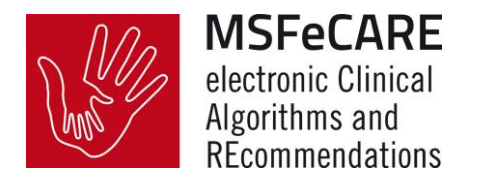 MSFeCARE
electronic Clinical
Algorithms and
REcommendations